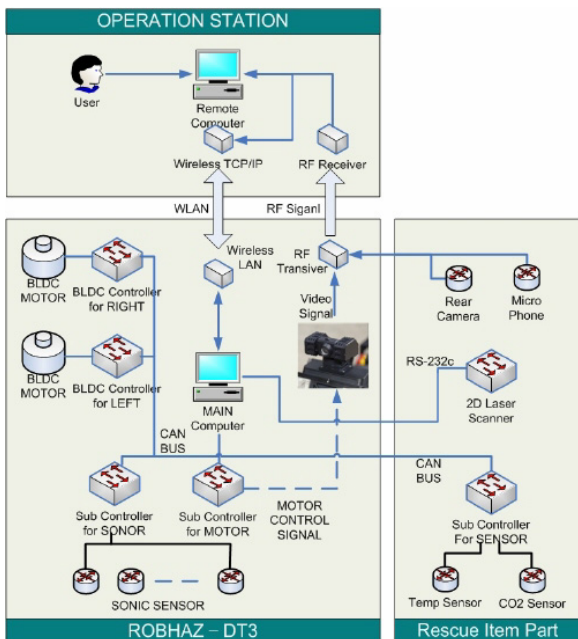 OPERATION STATION
User
Remote
Computer
Wireless TCP/IP
RF Receiver
WLAN
RF Siganl
Wireless
LAN
RF
Transiver
BLDC
MOTOR
BLDC Controller
for RIGHT
Video
Signal
Rear
Camera
Micro
Phone
BLDC
MOTOR
BLDC Controller
for LEFT
MAIN
Computer
RS-232c
2D Laser
Scanner
CAN
BUS
CAN
BUS
Sub Controller
for SONOR
Sub Controller
for MOTOR
MOTOR
CONTROL
SIGNAL
Sub Controller
For SENSOR
SONIC SENSOR
Temp Sensor
CO2 Sensor
ROBHAZ – DT3
Rescue Item Part